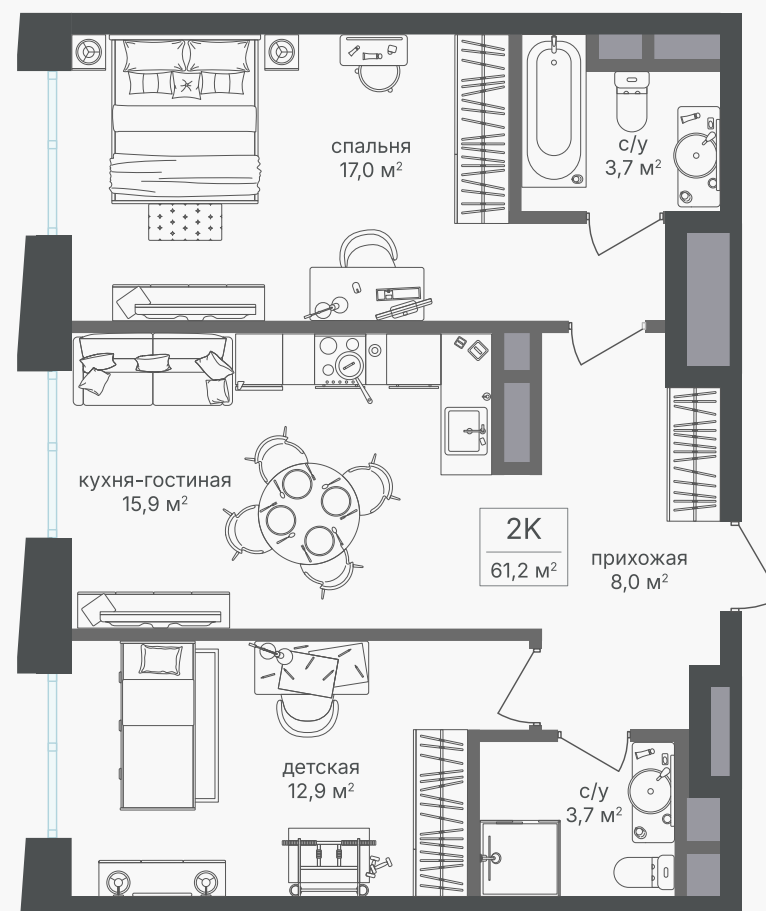 спальня
17,0 м²
с/у
3,7 м²
кухня-гостиная
15,9 м²
2К
61,2 м²
прихожая
8,0 м²
детская
12,9 м²
с/у
3,7 м²